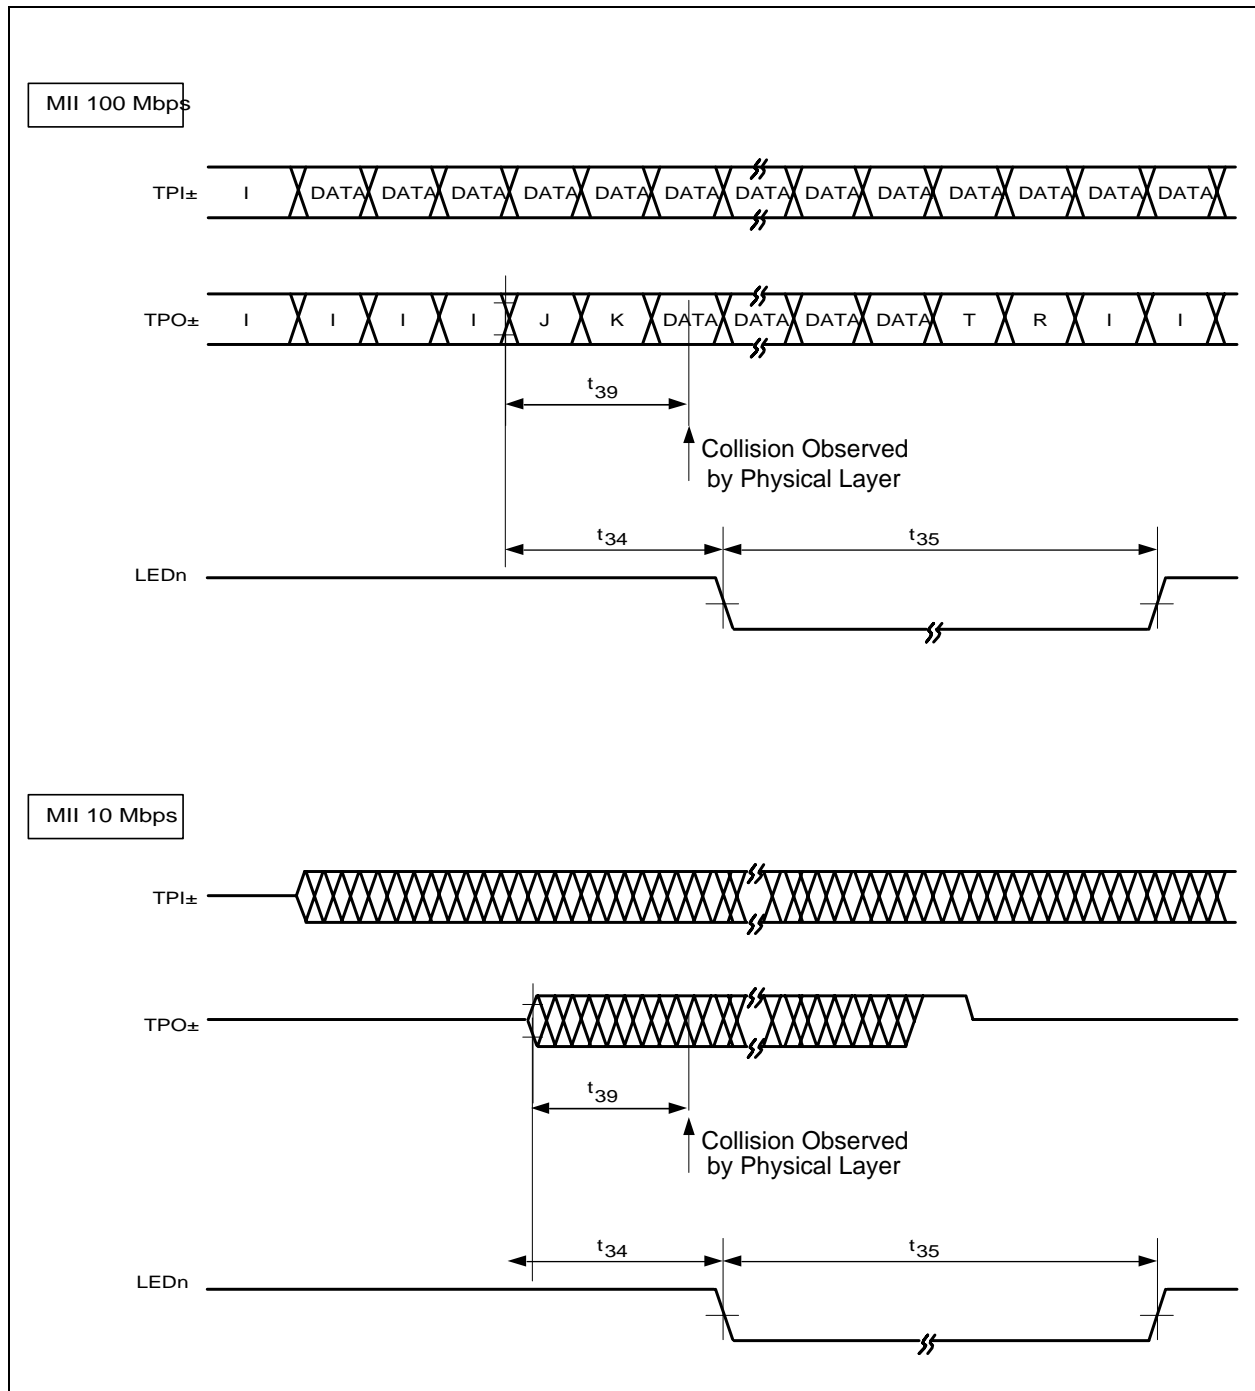 MII 100 Mbps
TPI± I DATA DATA DATA DATA DATA DATA DATA DATA DATA DATA DATA DATA DATA
TPO± I I I I J K DATA DATA DATA DATA T R I I
t39
Collision Observed
by Physical Layer
t34 t35
LEDn
MII 10 Mbps
TPI±
TPO±
t39
Collision Observed
by Physical Layer
t34 t35
LEDn